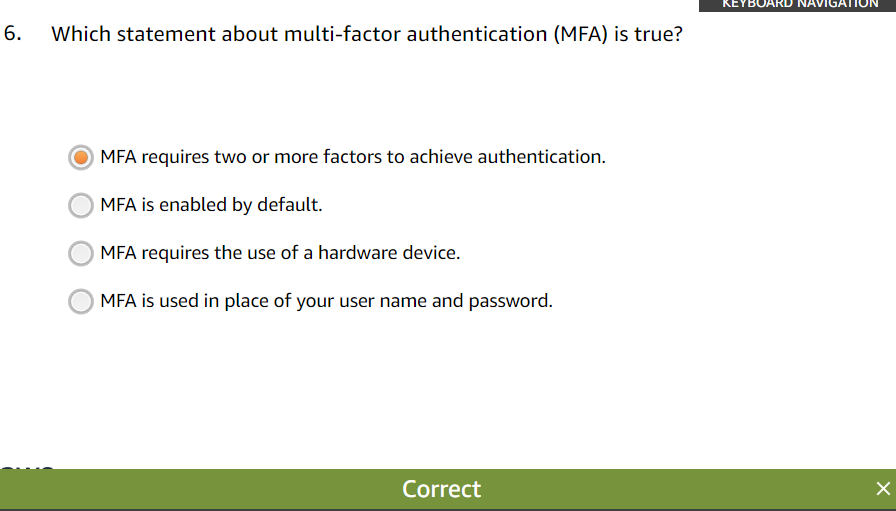 KEYBOARD NAVIGATION
6. Which statement about multi-factor authentication (MFA) is true?
MFA requires two or more factors to achieve authentication.
MFA is enabled by default.
MFA requires the use of a hardware device.
MFA is used in place of your user name and password.
Correct